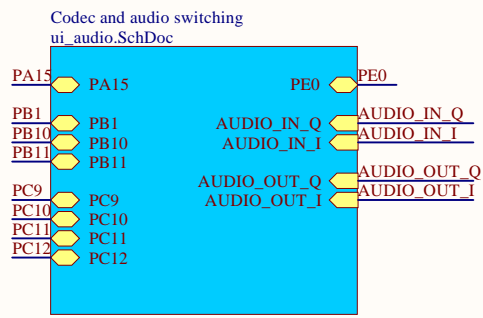 Codec and audio switching
ui_audio.SchDoc
PA15 PA15 PE0 PE0
PB1 PB1 AUDIO_IN_Q AUDIO_IN_Q
PB10 PB10 AUDIO_IN_I AUDIO_IN_I
PB11 PB11
AUDIO_OUT_Q AUDIO_OUT_Q
PC9 PC9 AUDIO_OUT_I AUDIO_OUT_I
PC10 PC10
PC11 PC11
PC12 PC12